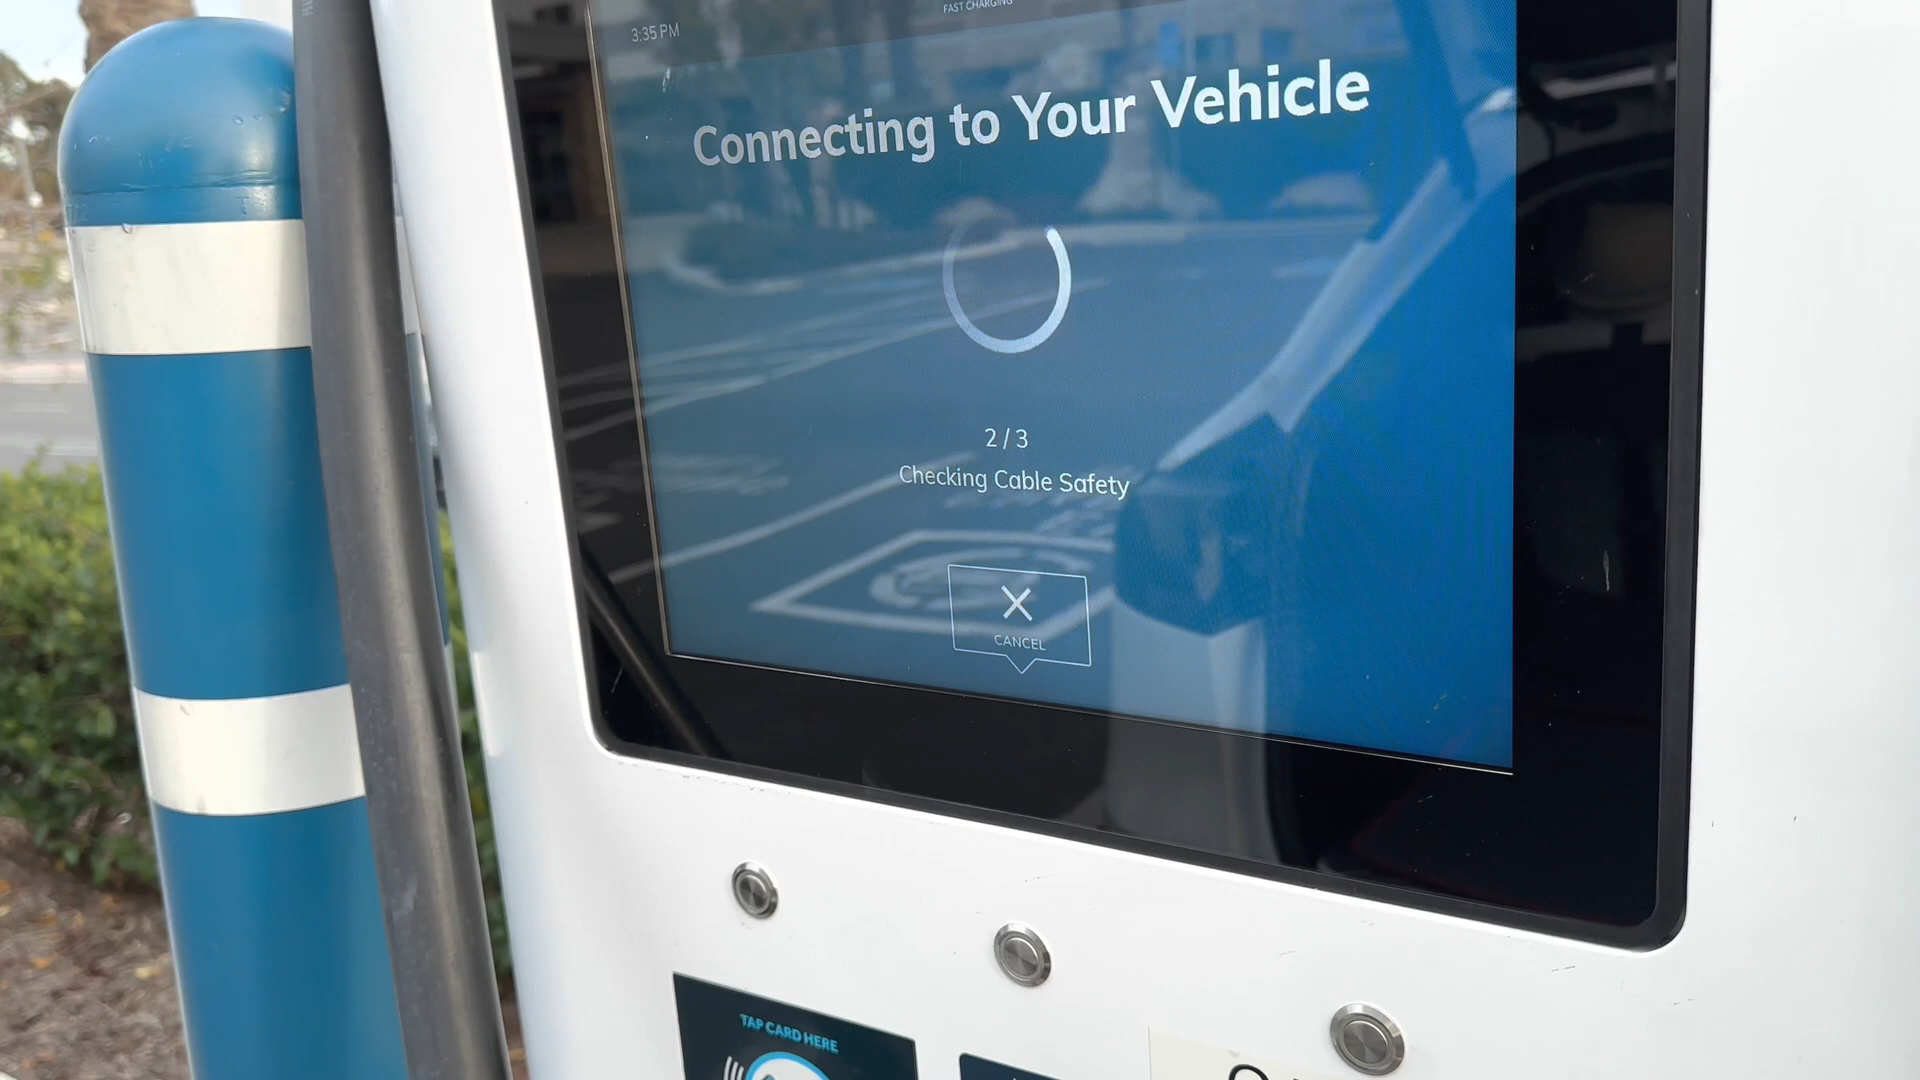 FAST CHARGING
3:35 PM
Connecting to Your Vehicle
2 / 3
Checking Cable Safety
CANCEL
TAP CARD HERE